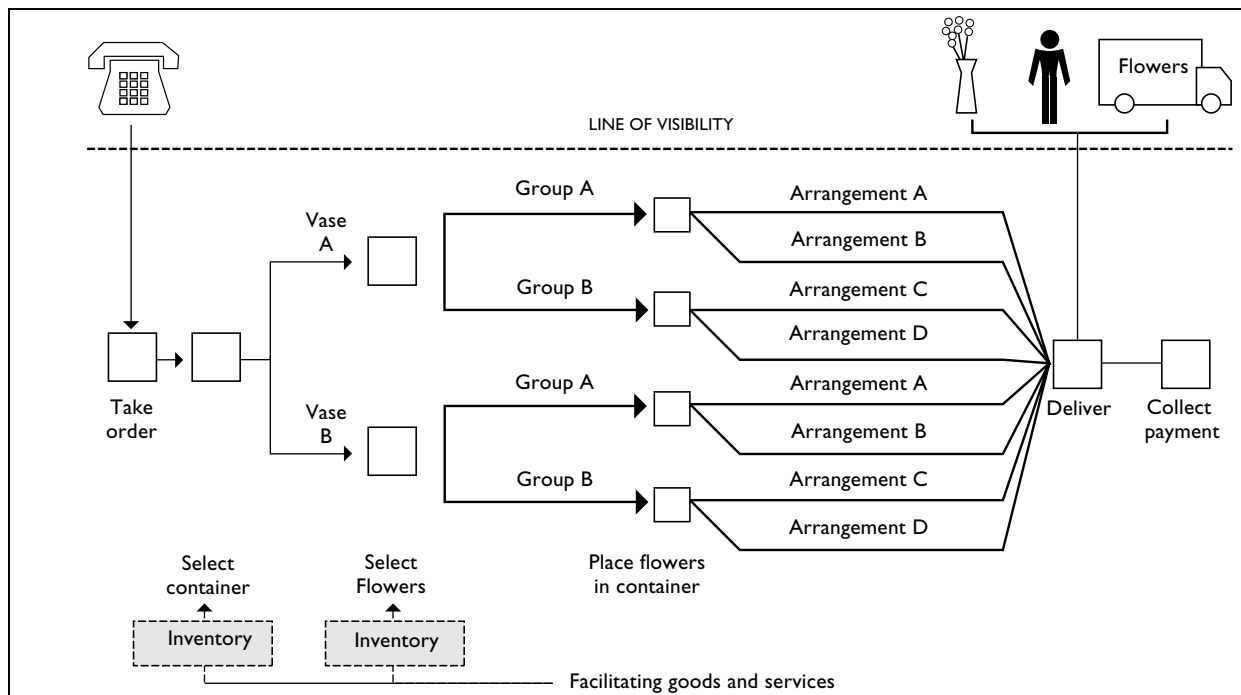 Flowers
LINE OF VISIBILITY
Group A
Arrangement A
Vase
A
Arrangement B
Group B
Arrangement C
Arrangement D
Take
order
Vase
B
Group A
Arrangement A
Deliver
Collect
payment
Arrangement B
Group B
Arrangement C
Arrangement D
Select
container
Select
Flowers
Place flowers
in container
Inventory
Inventory
Facilitating goods and services